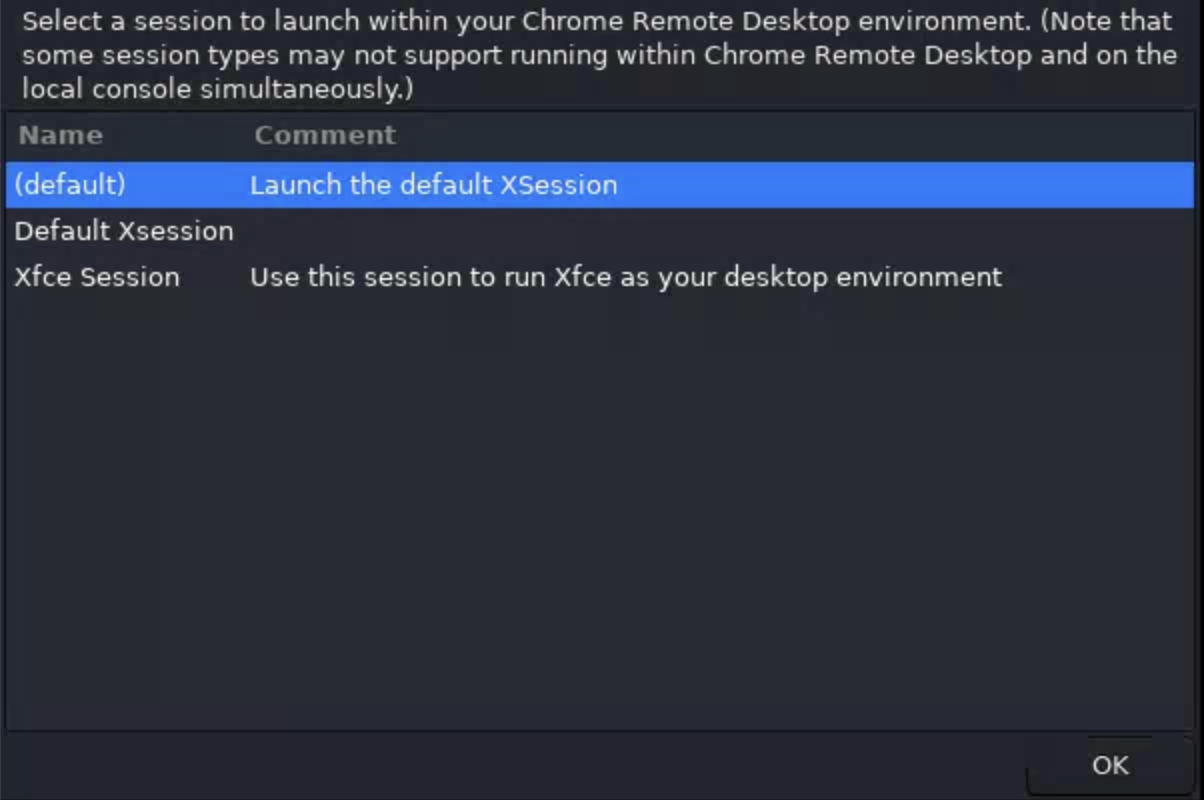 Select a session to launch within your Chrome Remote Desktop environment. (Note that
some session types may not support running within Chrome Remote Desktop and on the
local console simultaneously.)
Name Comment
(default) Launch the default XSession
Default Xsession
Xfce Session Use this session to run Xfce as your desktop environment
OK